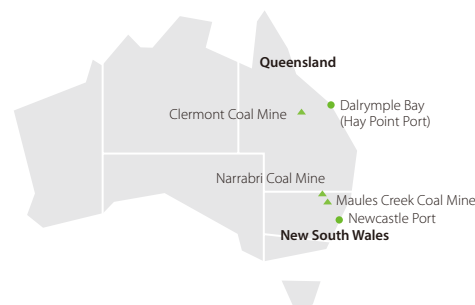 Queensland
Clermont Coal Mine
Dalrymple Bay
(Hay Point Port)
Narrabri Coal Mine
Maules Creek Coal Mine
Newcastle Port
New South Wales